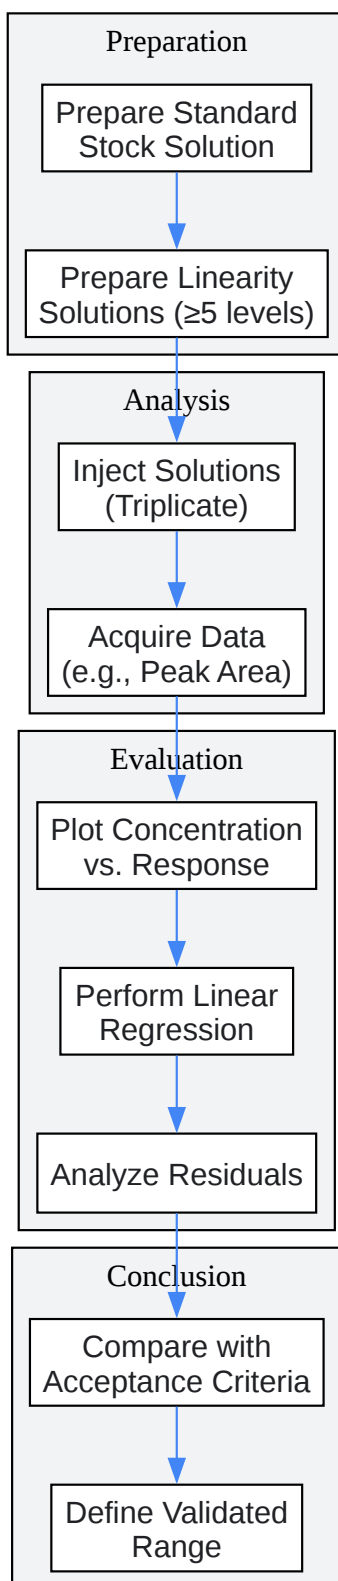 Preparation
Prepare Standard
Stock Solution
Prepare Linearity
Solutions (≥5 levels)
Analysis
Inject Solutions
(Triplicate)
Acquire Data
(e.g., Peak Area)
Evaluation
Plot Concentration
vs. Response
Perform Linear
Regression
Analyze Residuals
Conclusion
Compare with
Acceptance Criteria
Define Validated
Range